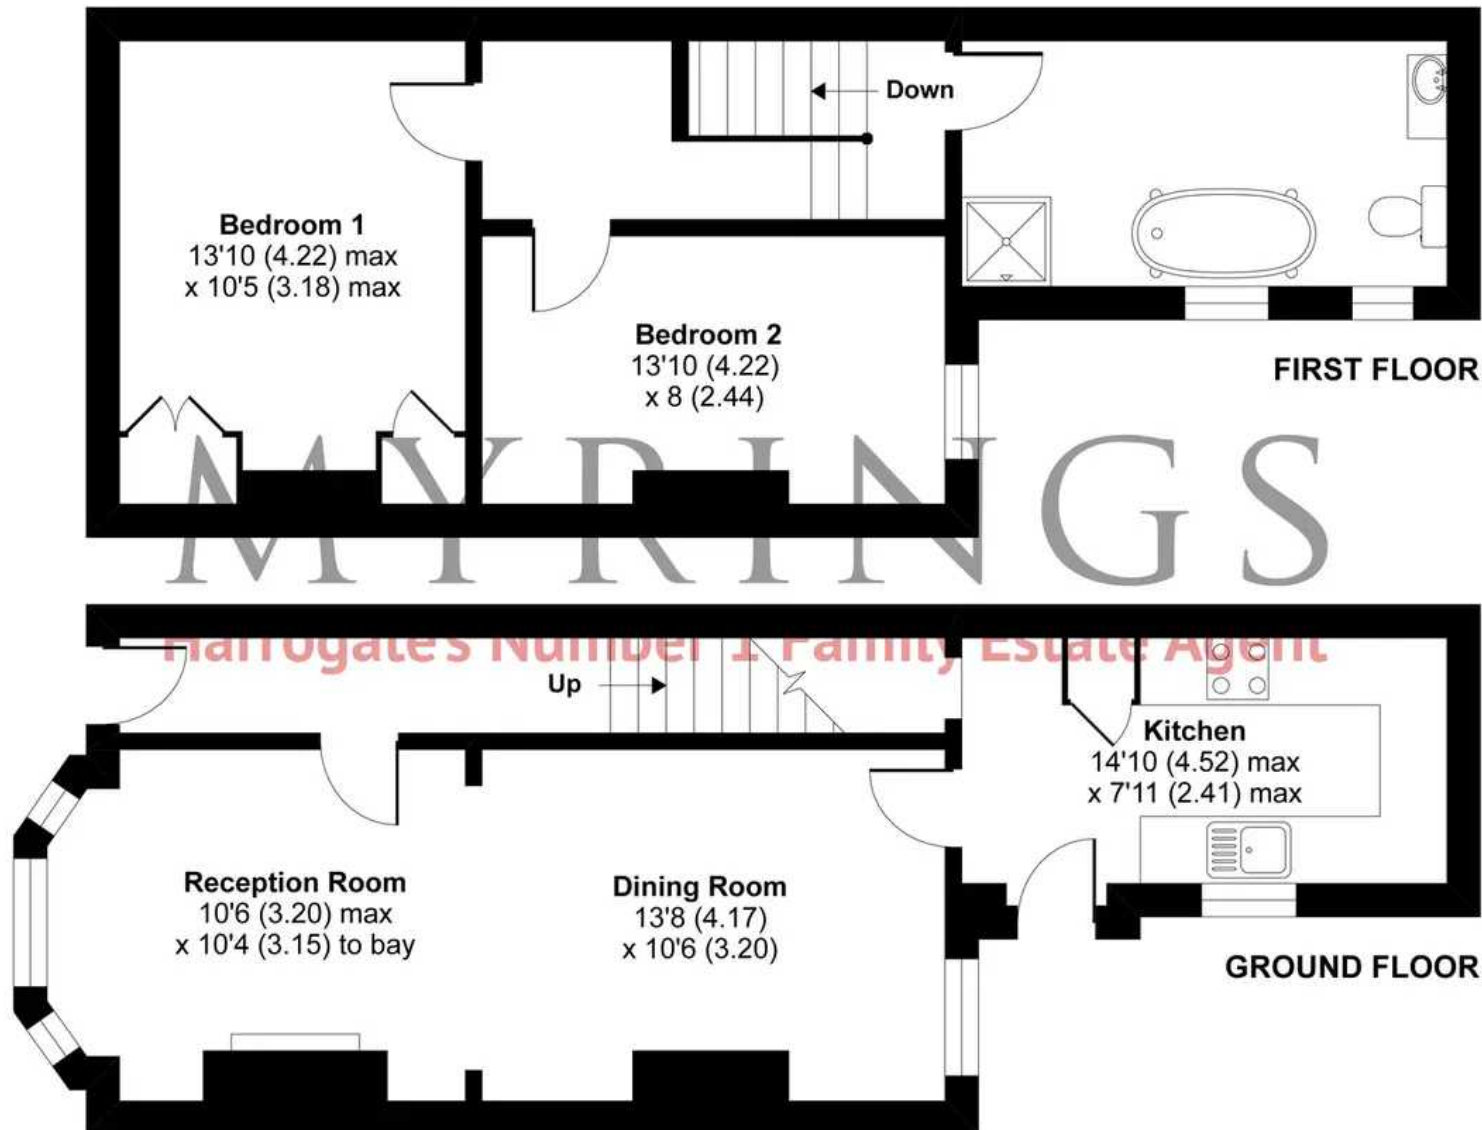 Down
Bedroom 1
13'10 (4.22) max
x 10'5 (3.18) max
Bedroom 2
13'10 (4.22)
x 8 (2.44)
FIRST FLOOR
MYRINGS
Harrogate's Number 1 Family Estate Agent
Up
Kitchen
14'10 (4.52) max
x 7'11 (2.41) max
Reception Room
10'6 (3.20) max
x 10'4 (3.15) to bay
Dining Room
13'8 (4.17)
x 10'6 (3.20)
GROUND FLOOR